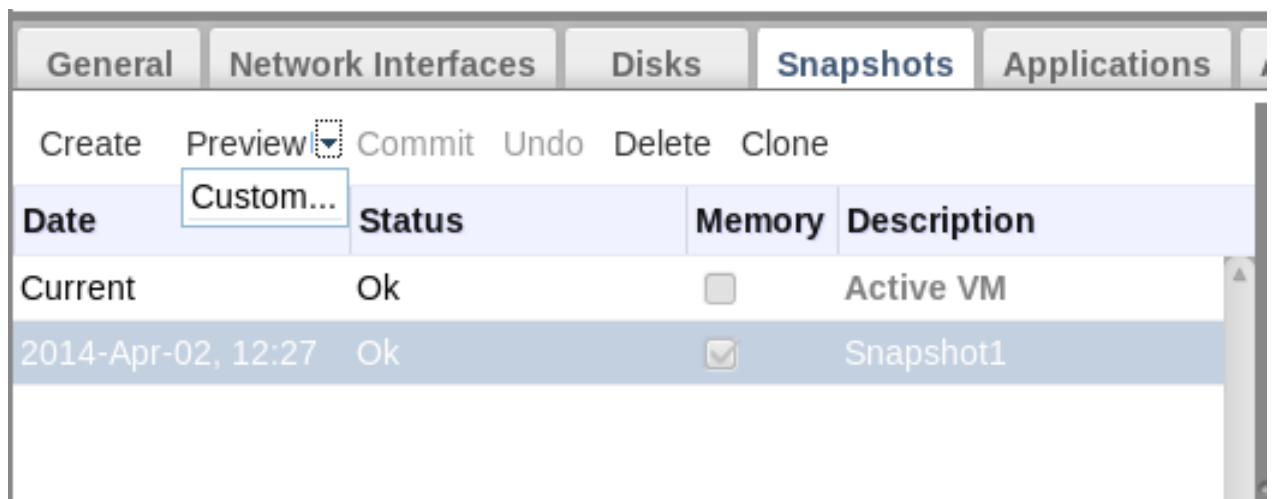 General Network Interfaces Disks Snapshots Applications
Create Preview Commit Undo Delete Clone
Custom...
Date Status Memory Description
Current Ok Active VM
2014-Apr-02, 12:27 Ok Snapshot1